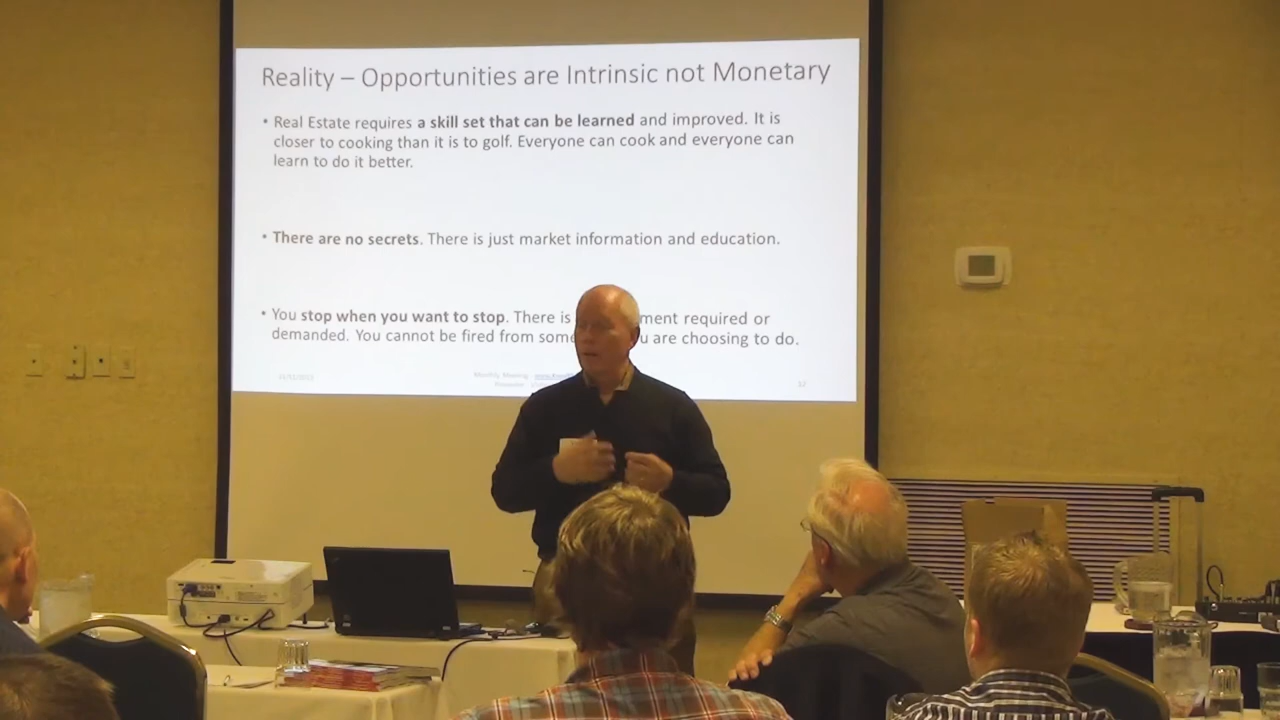 Reality – Opportunities are Intrinsic not Monetary
• Real Estate requires a skill set that can be learned and improved. It is
closer to cooking than it is to golf. Everyone can cook and everyone can
learn to do it better.
• There are no secrets. There is just market information and education.
• You stop when you want to stop. There is ment required or
demanded. You cannot be fired from some u are choosing to do.
Monthly Meeting